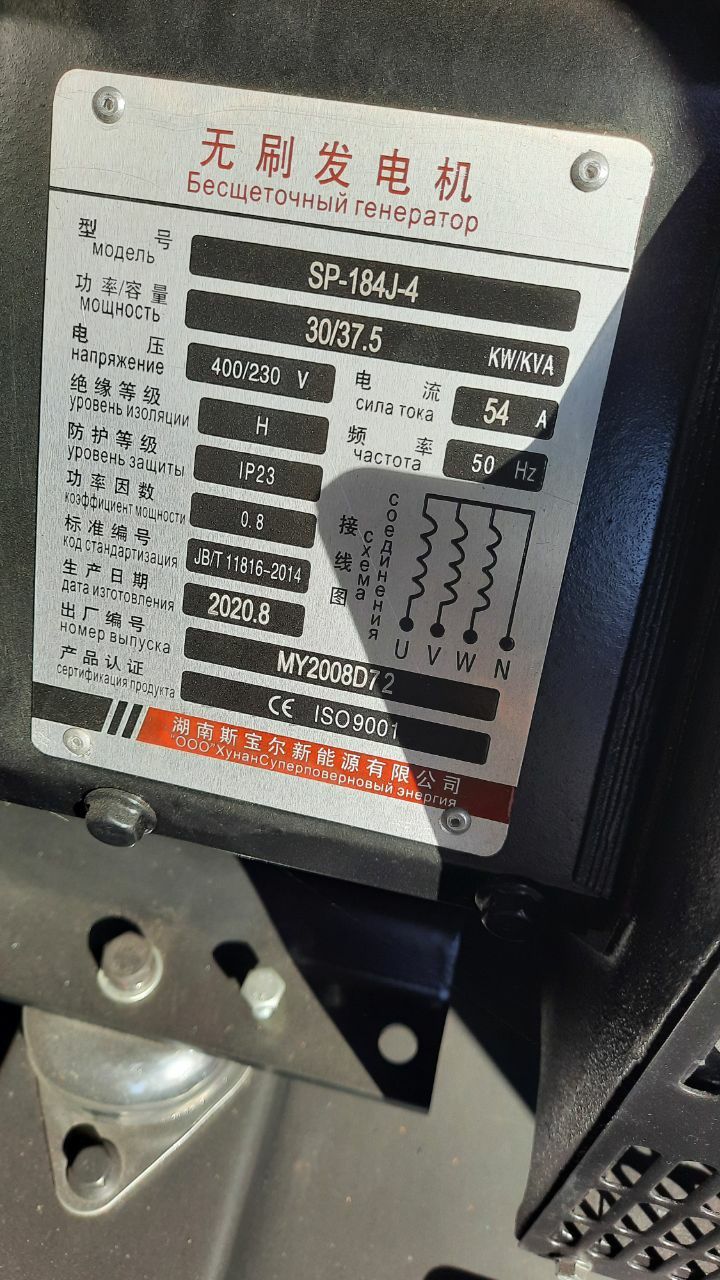 无刷发电机
Бесщеточный генератор
型号 SP-184J-4
модель
功率/容量 30/37.5 KW/KVA
мощность
电压 400/230 V 电流 54 A
напряжение сила тока
绝缘等级 H 频率 50 Hz
уровень изоляции частота
防护等级 IP23
уровень защиты
功率因数 0.8
коэффициент мощности
标准编号 JB/T 11816-2014
код стандартизация
生产日期 2020.8
дата изготовления
出厂编号 MY2008D72
номер выпуска
产品认证 CE ISO9001
сертификация продукта
接线图
схема
соединения
U V W N
湖南斯宝尔新能源有限公司
"ООО"ХунанСуперповерновый энергия